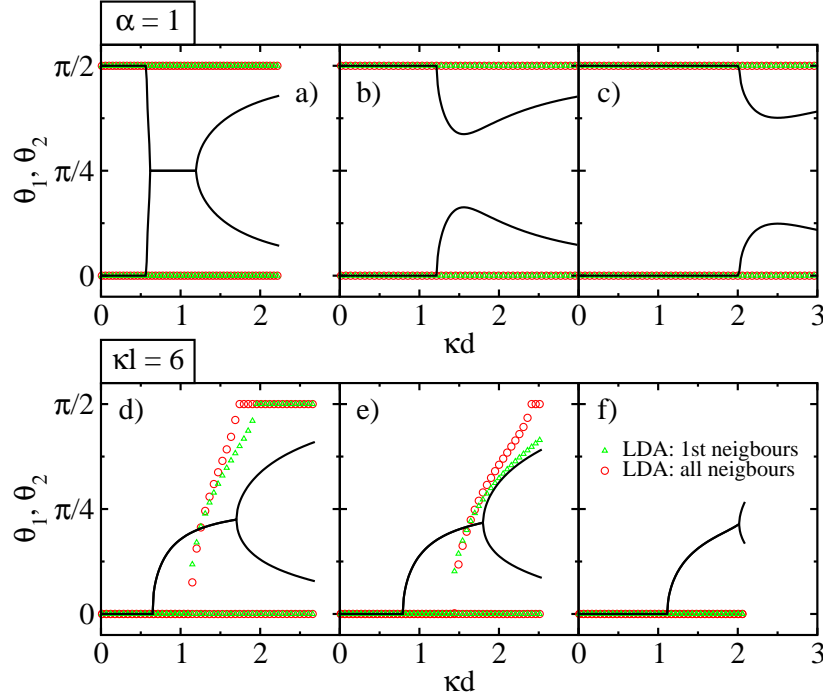 α = 1
π/2
π/4
0
θ₁, θ₂
a)
b)
c)
0 1 2 0 1 2 0 1 2 3
κd
κl = 6
π/2
π/4
0
θ₁, θ₂
d)
e)
f)
LDA: 1st neigbours
LDA: all neigbours
0 1 2 0 1 2 0 1 2 3
κd